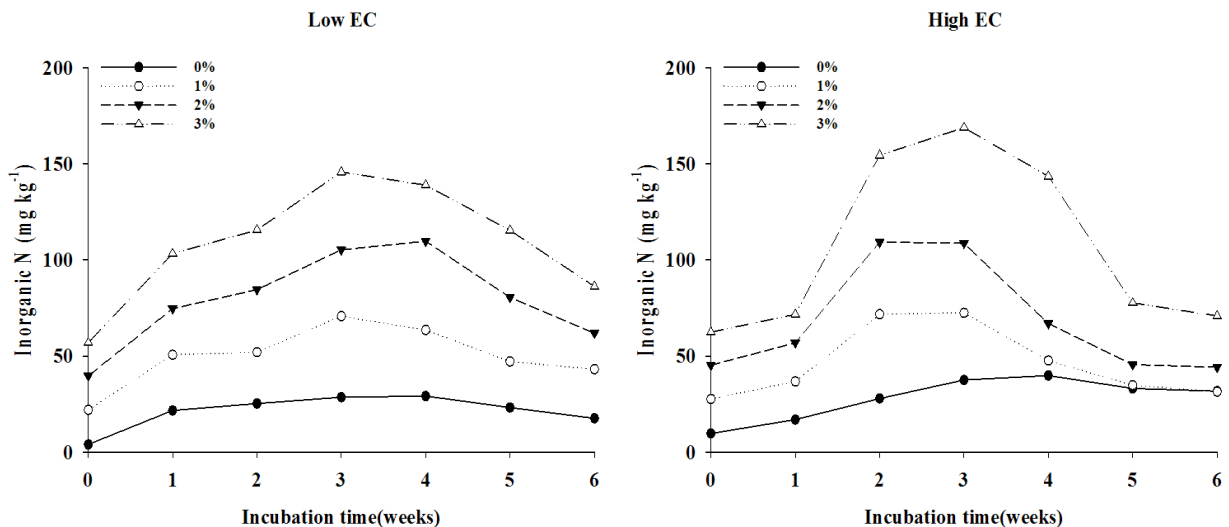 Low EC
0%
1%
2%
3%
200
150
100
50
0
Inorganic N (mg kg-1)
0 1 2 3 4 5 6
Incubation time(weeks)
High EC
0%
1%
2%
3%
200
150
100
50
0
Inorganic N (mg kg-1)
0 1 2 3 4 5 6
Incubation time(weeks)